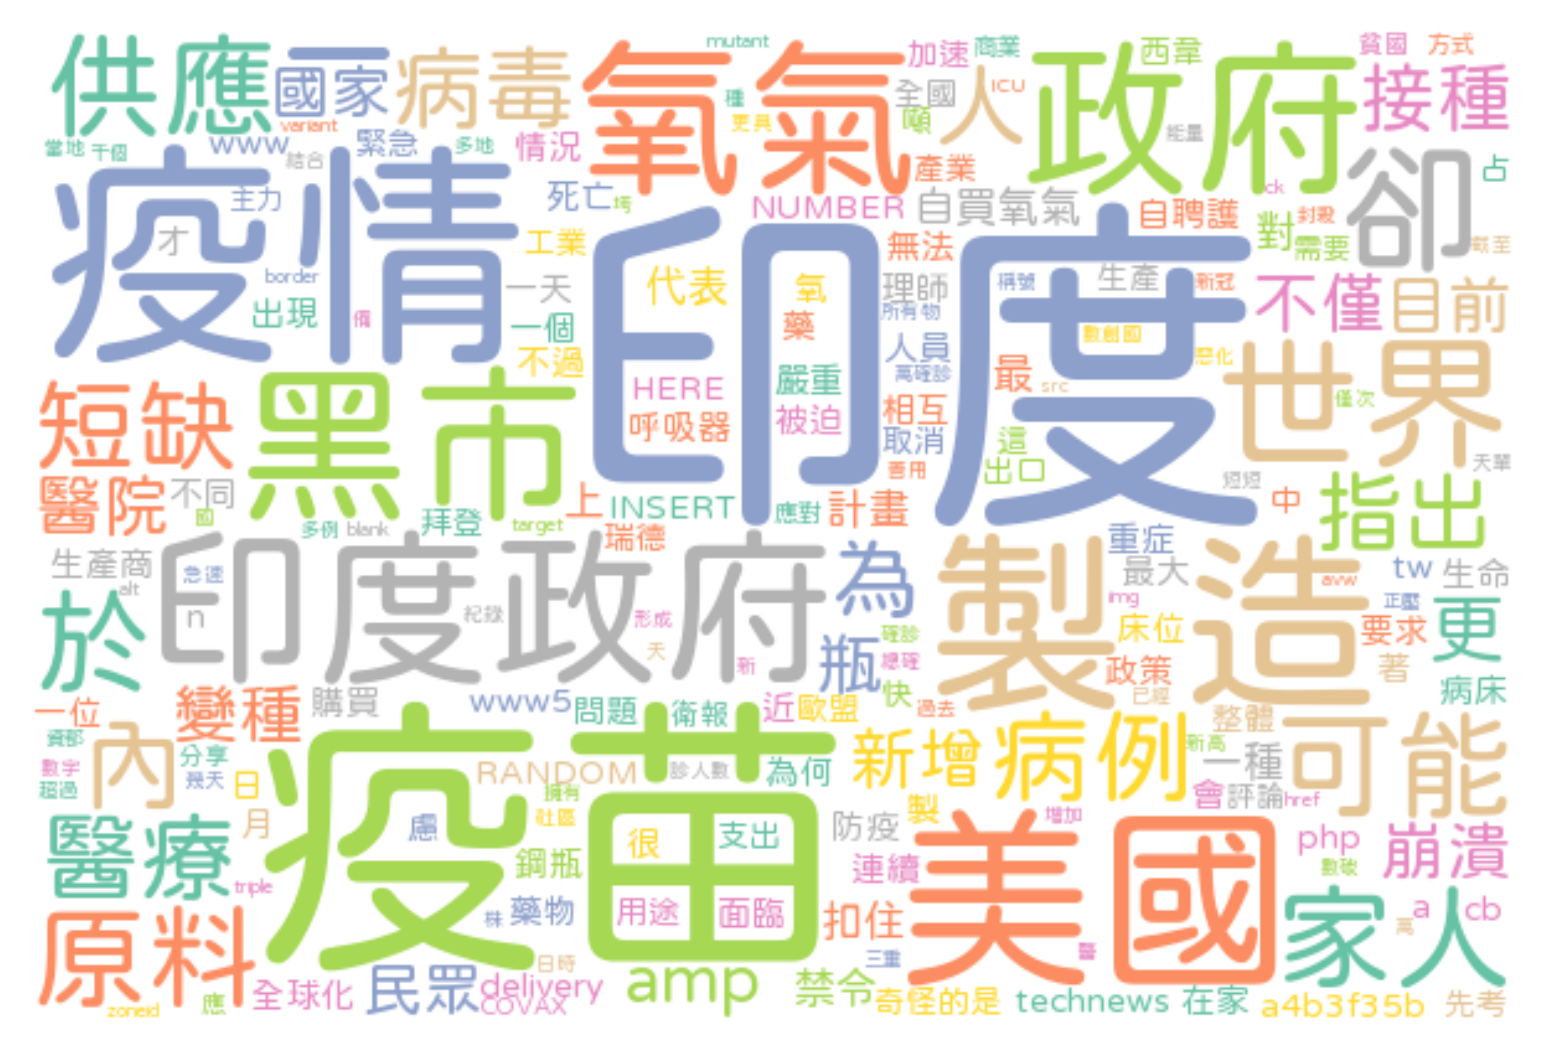 供應
國家
一
病毒
氧氣
mutant
加速
商業
政府
西韋
貧國
方式
接種
全國
人
ICU
種
更具
variant
當地
千個
www
緊急
多地
結合
情況
順
產業
能量
卻
占
疫情
主力
死亡
NUMBER
自買氧氣
自聘護
ck
對
需要
截至
才
工業
印度
無法
border
一天
代表
氧
理師
稱號
生產
新冠
不僅
目前
出現
備
一個
藥
所有物
數創國
惡化
世界
不過
人員
HERE
嚴重
萬確診
最
src
僅次
短缺
黑市
呼吸器
被迫
相互
取消
這
善用
出口
短短
天單
醫院
不同
國
上
INSERT
應對
計畫
中
指出
多例
blank
拜登
target
瑞德
重症
生產商
急速
印度政府
為
製造
最大
avw
tw
生命
alt
n
紀錄
形成
img
正壓
於
天
新
確診
總確
瓶
床位
要求
更
政策
著
已經
病床
一位
變種
購買
www5
問題
衛報
近
歐盟
快
過去
整體
可能
資部
內
分享
疫苗
新增
病例
新高
一種
數字
幾天
日
RANDOM
診人數
為何
超過
擁有
會
評論
href
醫療
月
慮
社區
很
支出
防疫
製
增加
美國
php
崩潰
數破
鋼瓶
連續
triple
原料
株
藥物
用途
面臨
扣住
家人
a
cb
萬
三重
日時
全球化
民眾
delivery
amp
禁令
zoneid
應
COVAX
奇怪的是
technews
在家
a4b3f35b
先考